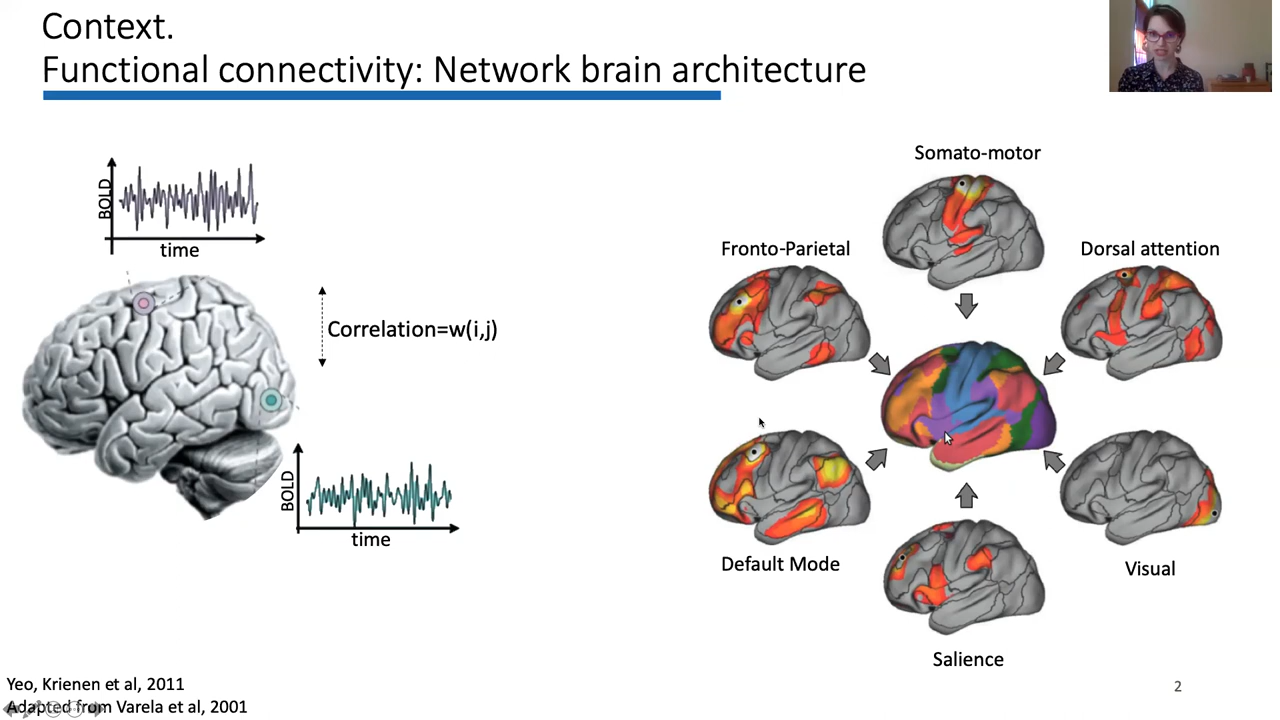 Context.
Functional connectivity: Network brain architecture
BOLD
time
Correlation=w(i,j)
BOLD
time
Somato-motor
Fronto-Parietal
Dorsal attention
Default Mode
Visual
Salience
Yeo, Krienen et al, 2011
Adapted from Varela et al, 2001
2